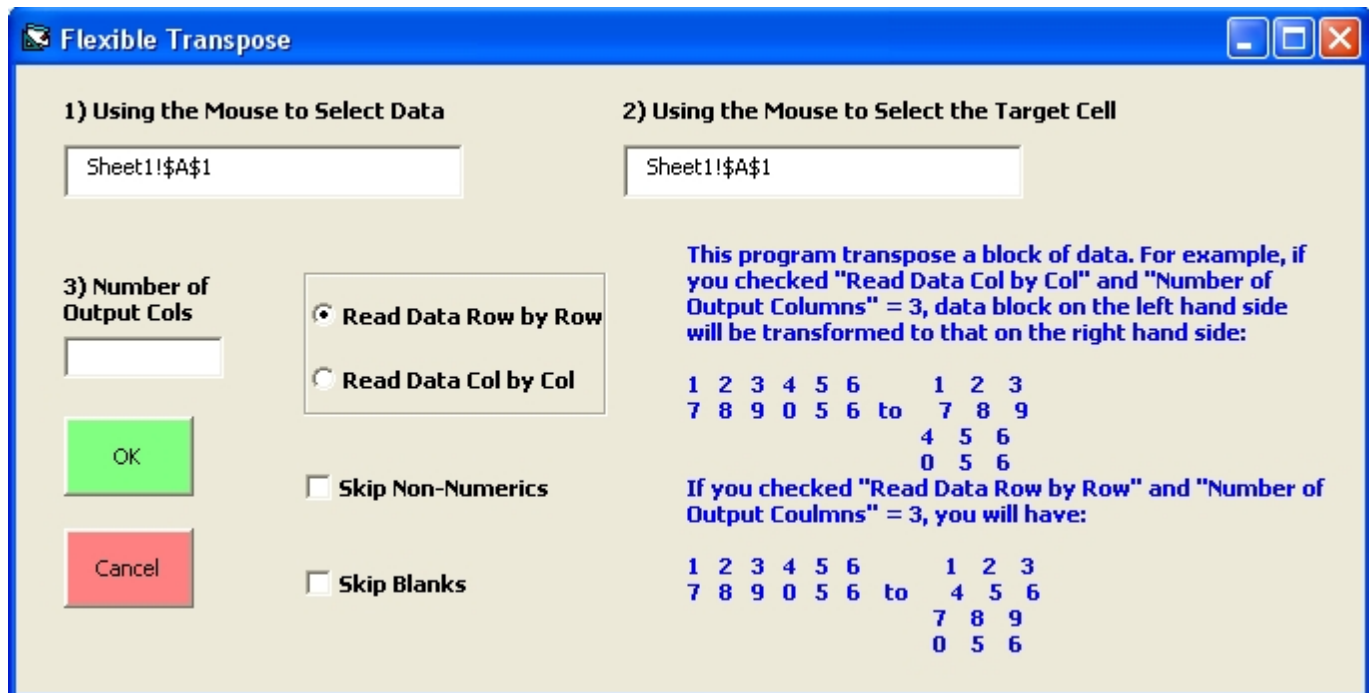 Flexible Transpose
1) Using the Mouse to Select Data
2) Using the Mouse to Select the Target Cell
Sheet1!$A$1
Sheet1!$A$1
3) Number of
Output Cols
Read Data Row by Row
Read Data Col by Col
OK
Cancel
Skip Non-Numerics
Skip Blanks
This program transpose a block of data. For example, if
you checked "Read Data Col by Col" and "Number of
Output Columns" = 3, data block on the left hand side
will be transformed to that on the right hand side:
1 2 3 4 5 6 1 2 3
7 8 9 0 5 6 to 7 8 9
4 5 6
0 5 6
If you checked "Read Data Row by Row" and "Number of
Output Coulmns" = 3, you will have:
1 2 3 4 5 6 1 2 3
7 8 9 0 5 6 to 4 5 6
7 8 9
0 5 6